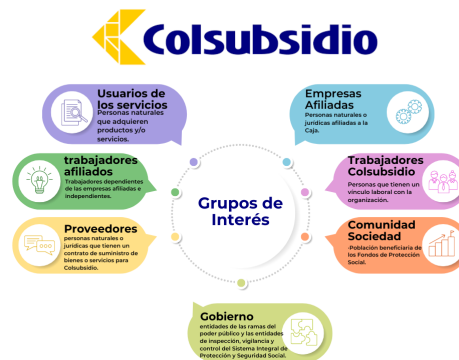 Colsubsidio
Usuarios de
los servicios
Personas naturales
que adquieren
productos y/o
servicios.
Empresas
Afiliadas
Personas naturales o
jurídicas afiliadas a la
Caja.
trabajadores
afiliados
Trabajadores dependientes
de las empresas afiliadas e
independientes.
Trabajadores
Colsubsidio
Personas que tienen un
vínculo laboral con la
organización.
Grupos de
Interés
Proveedores
personas naturales o
jurídicas que tienen un
contrato de suministro de
bienes o servicios para
Colsubsidio.
Comunidad
Sociedad
-Población beneficiaria de
los Fondos de Protección
Social.
Gobierno
entidades de las ramas del
poder público y las entidades
de inspección, vigilancia y
control del Sistema Integral de
Protección y Seguridad Social.